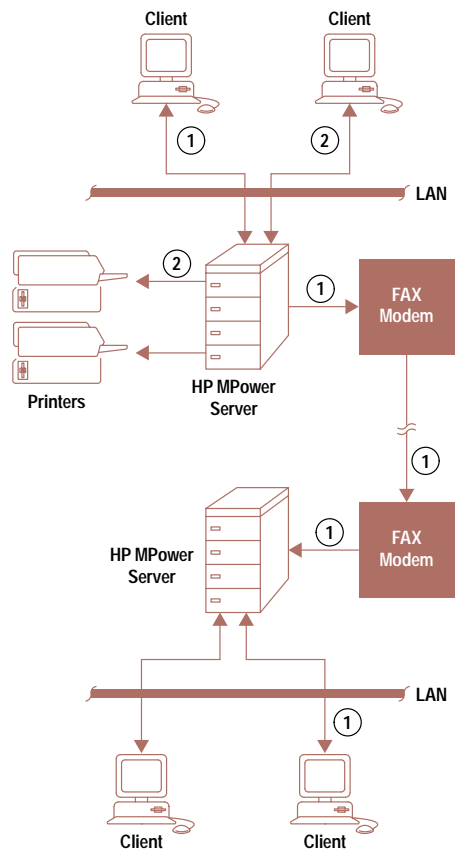 Client
Client
1
2
LAN
2
1
FAX
Modem
HP MPower
Server
Printers
1
FAX
Modem
1
HP MPower
Server
LAN
1
Client
Client